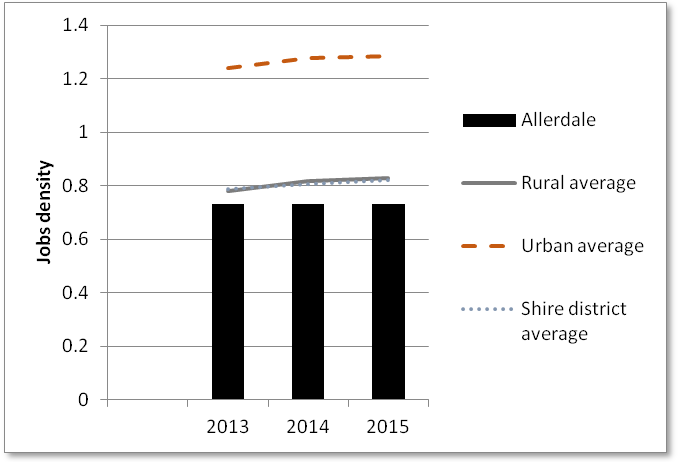 1.4
1.2
1
0.8
0.6
0.4
0.2
0
Jobs density
2013
2014
2015
Allerdale
Rural average
Urban average
Shire district
average